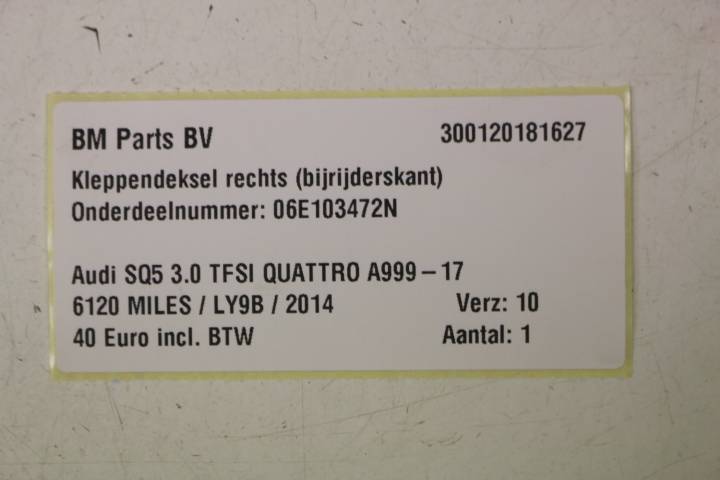 BM Parts BV 300120181627
Kleppendeksel rechts (bijrijderskant)
Onderdeelnummer: 06E103472N
Audi SQ5 3.0 TFSI QUATTRO A999 – 17
6120 MILES / LY9B / 2014 Verz: 10
40 Euro incl. BTW Aantal: 1